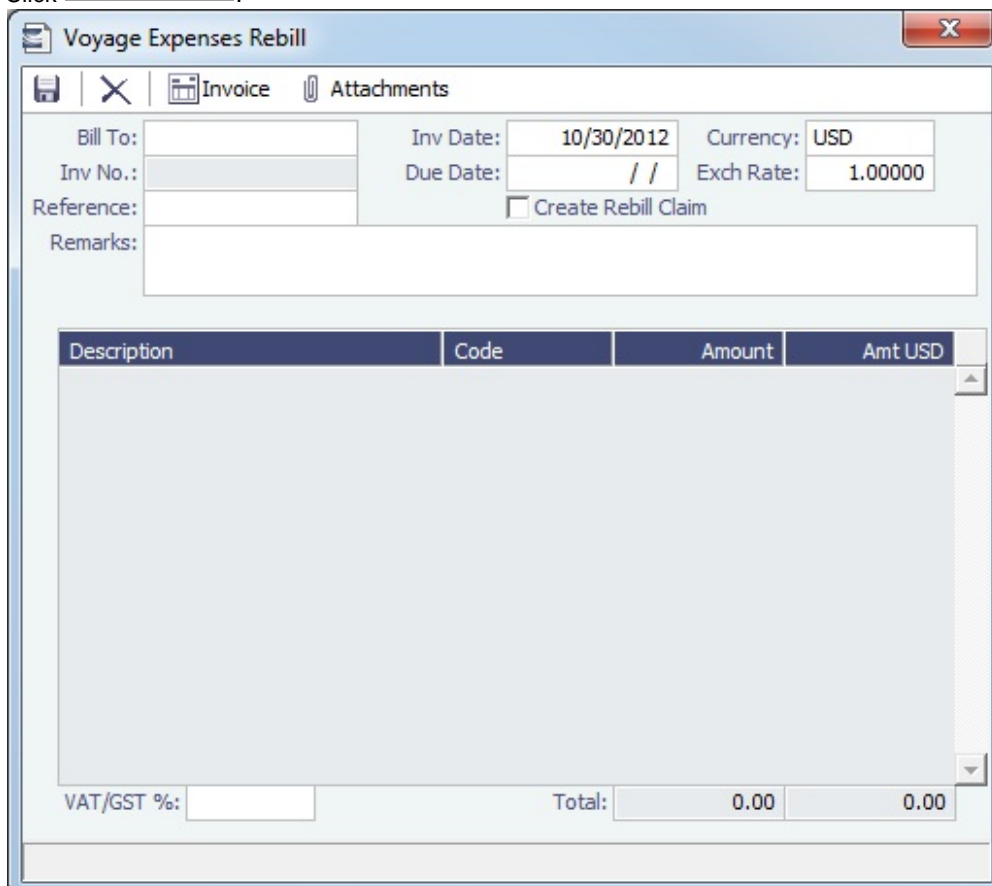 Voyage Expenses Rebill
Invoice Attachments
Bill To: Inv Date: 10/30/2012 Currency: USD
Inv No.: Due Date: / / Exch Rate: 1.00000
Reference: Create Rebill Claim
Remarks:
Description Code Amount Amt USD
VAT/GST %: Total: 0.00 0.00